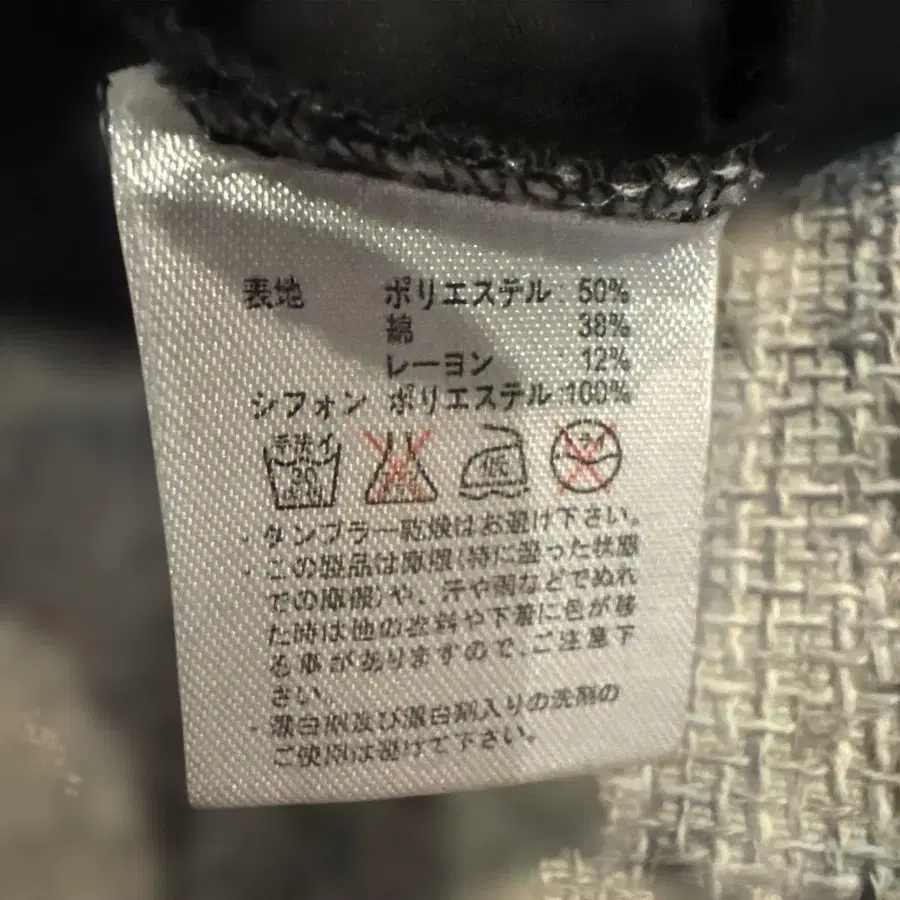 表地 ポリエステル : 50%
綿 38%
レーヨン 12%
シフォン ポリエステル:100%
手洗イ 30 低
・タンブラー乾燥はお避け下さい。
・この製品は摩擦(特に湿った状態
での摩擦)や、汗や雨などでぬれ
た時は他の衣料や下着に色が移
る事がありますので、ご注意下
さい。
・漂白剤及び漂白剤入りの洗剤の
ご使用は避けて下さい。